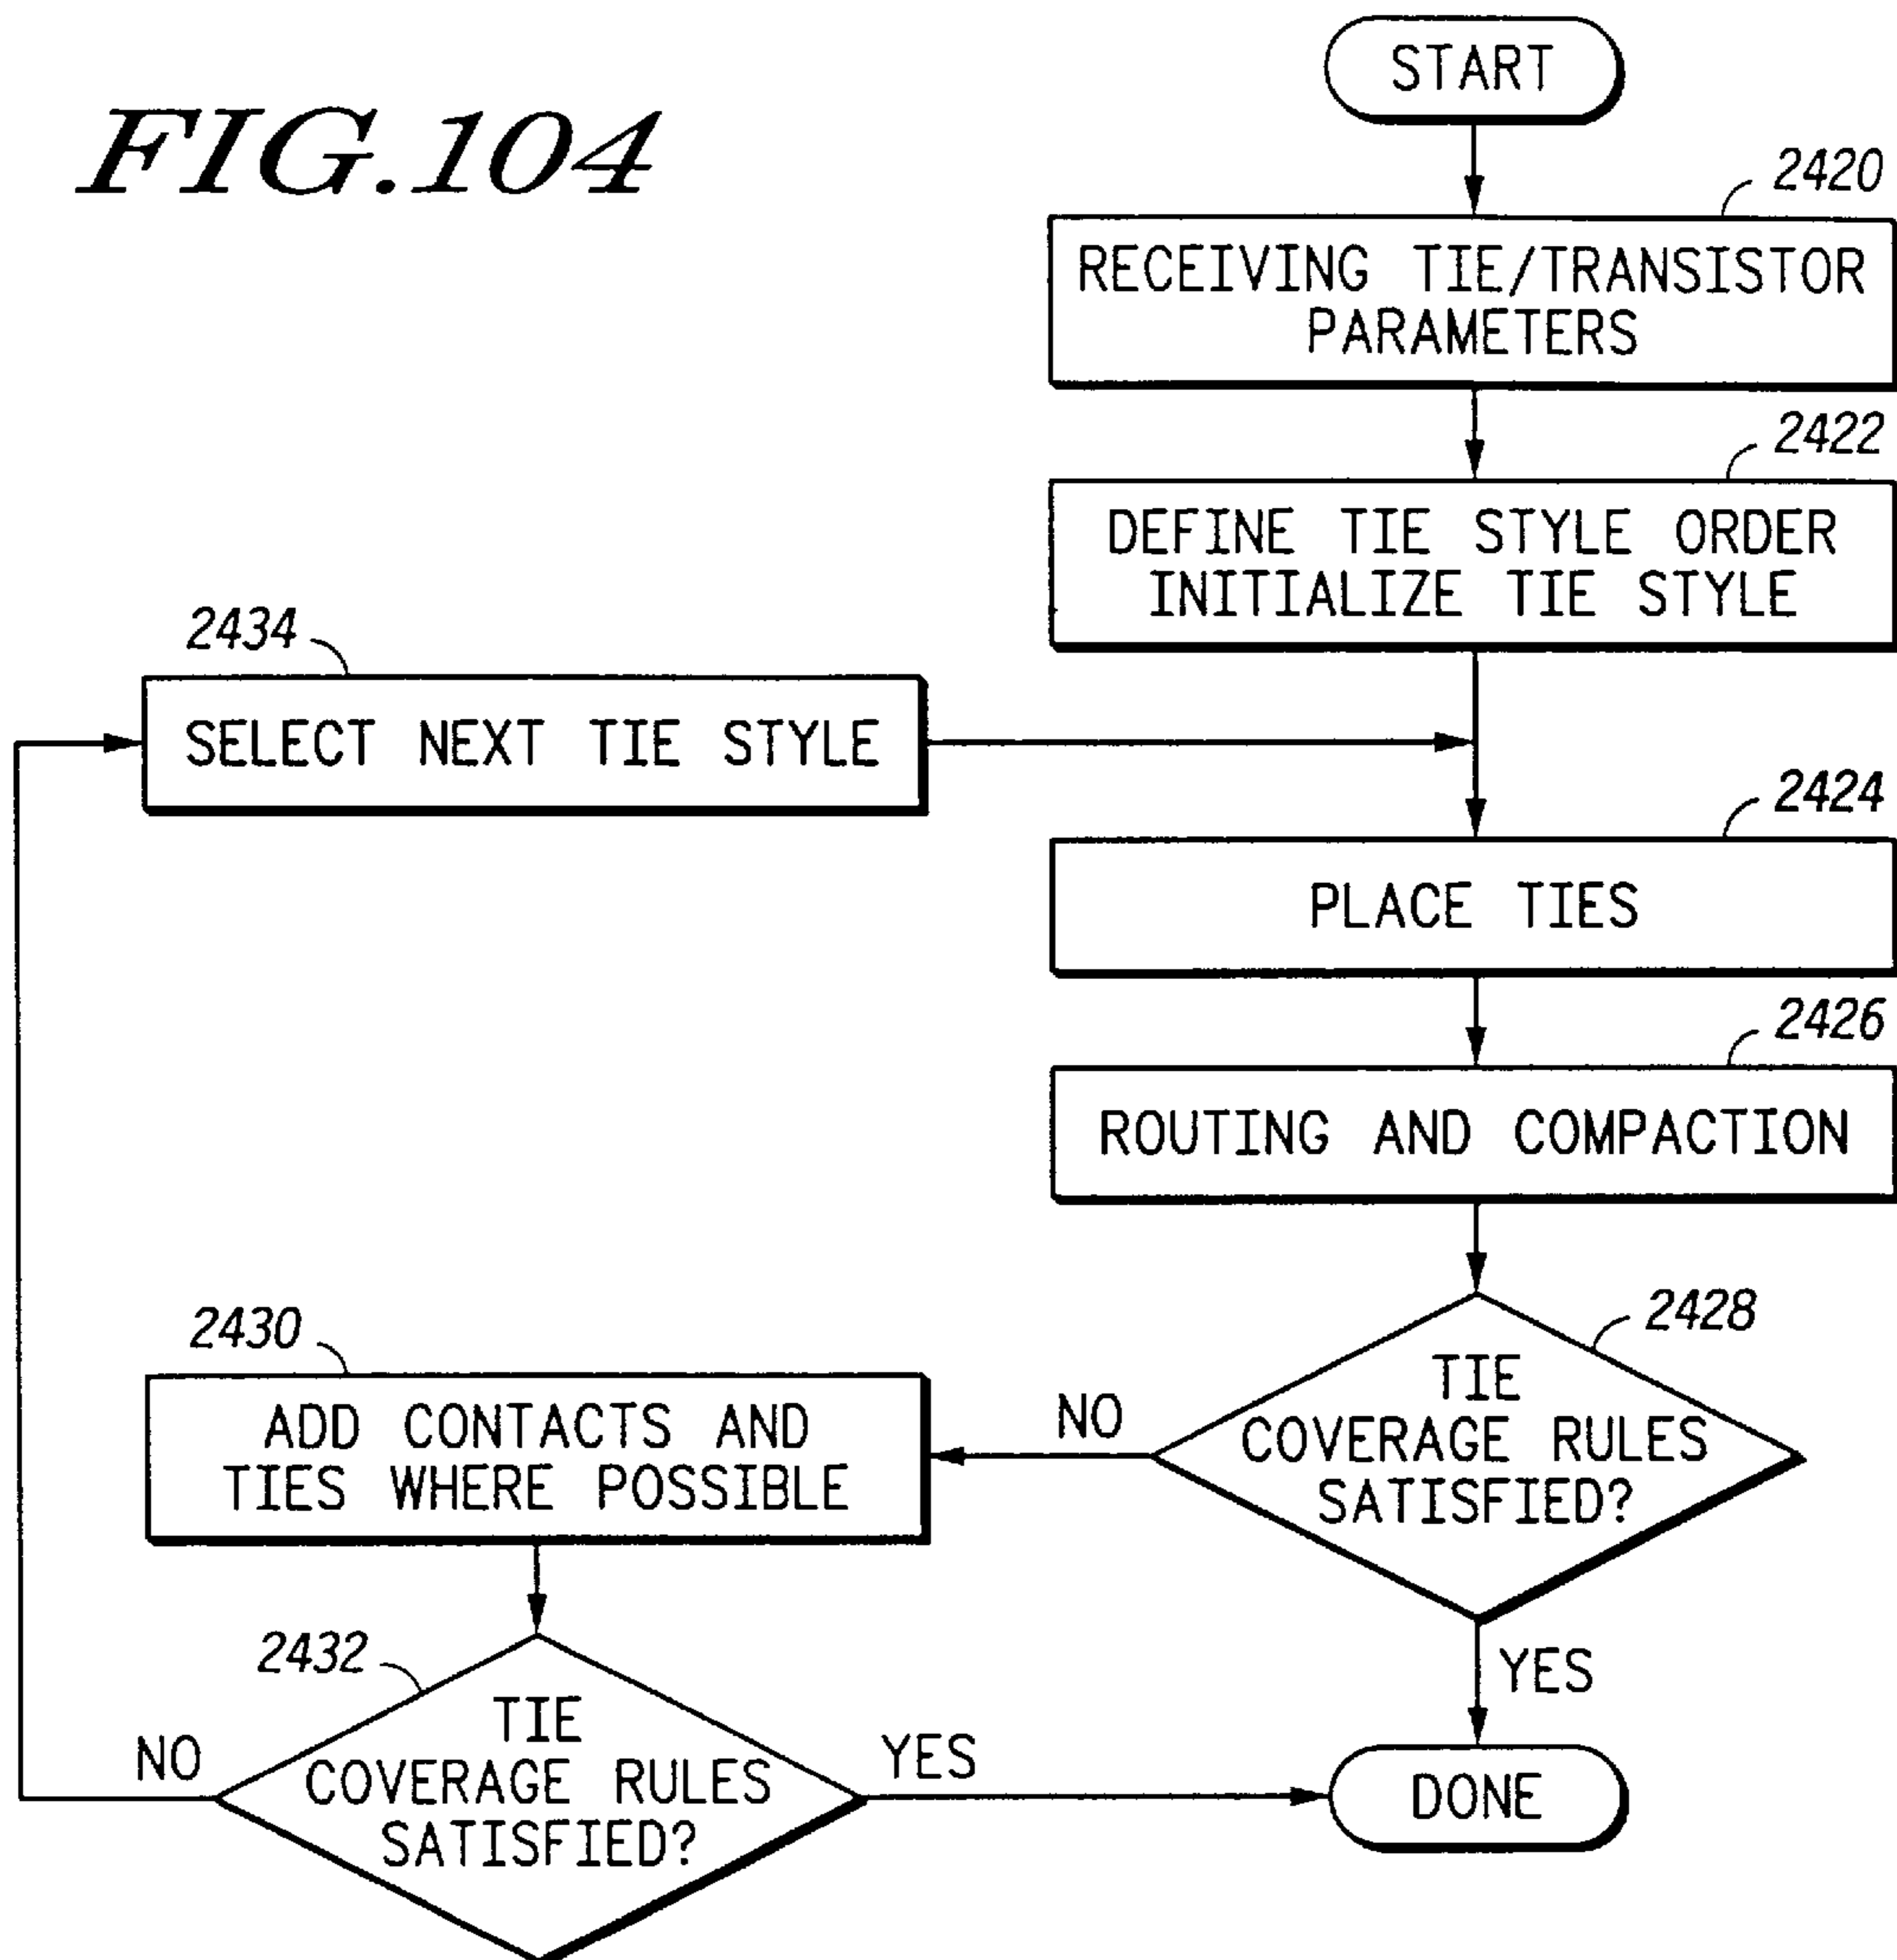 FIG.104
START
2420
RECEIVING TIE/TRANSISTOR
PARAMETERS
2422
DEFINE TIE STYLE ORDER
INITIALIZE TIE STYLE
2434
SELECT NEXT TIE STYLE
2424
PLACE TIES
2426
ROUTING AND COMPACTION
2428
TIE
COVERAGE RULES
SATISFIED?
NO
YES
2430
ADD CONTACTS AND
TIES WHERE POSSIBLE
2432
TIE
COVERAGE RULES
SATISFIED?
NO
YES
DONE